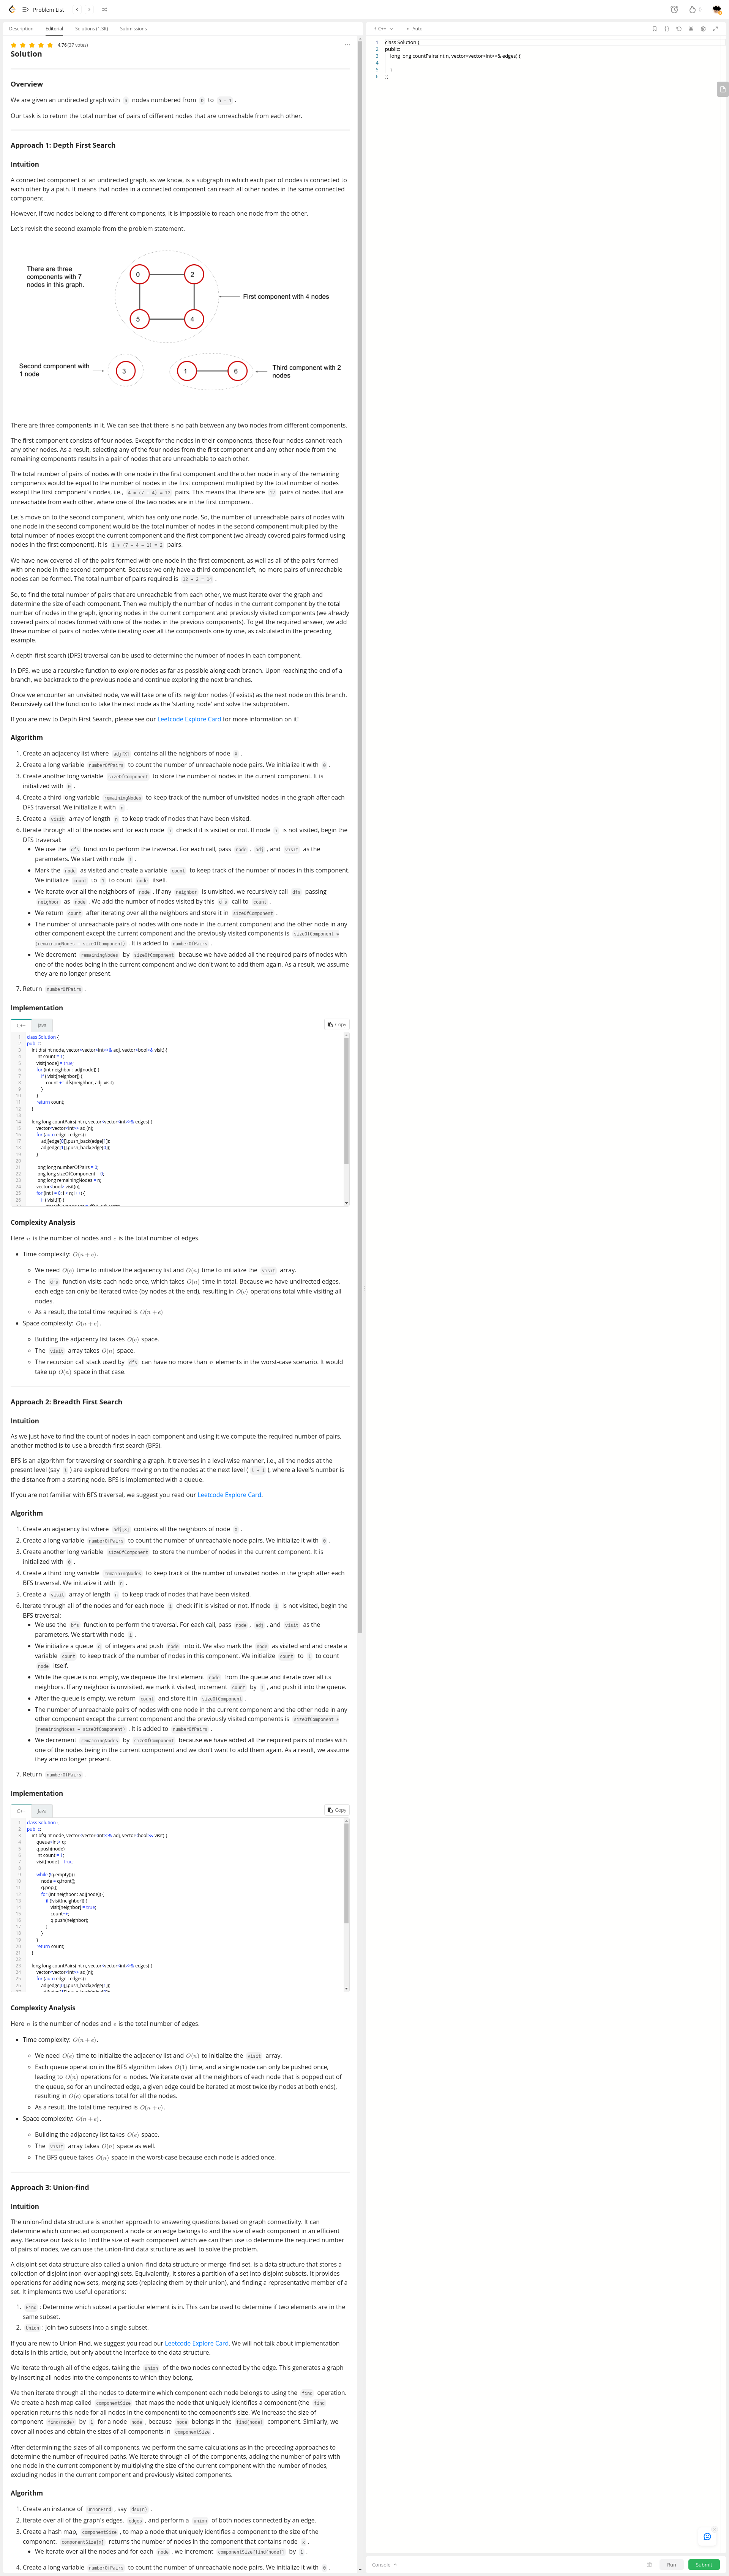 Problem List
0
Description Editorial Solutions (1.3K) Submissions
4.76 (37 votes)
Solution
Overview
We are given an undirected graph with n nodes numbered from 0 to n - 1 .
Our task is to return the total number of pairs of different nodes that are unreachable from each other.
Approach 1: Depth First Search
Intuition
A connected component of an undirected graph, as we know, is a subgraph in which each pair of nodes is connected to
each other by a path. It means that nodes in a connected component can reach all other nodes in the same connected
component.
However, if two nodes belong to different components, it is impossible to reach one node from the other.
Let's revisit the second example from the problem statement.
There are three
components with 7
nodes in this graph.
0 2
First component with 4 nodes
5 4
Second component with
1 node
3 1 6
Third component with 2
nodes
There are three components in it. We can see that there is no path between any two nodes from different components.
The first component consists of four nodes. Except for the nodes in their components, these four nodes cannot reach
any other nodes. As a result, selecting any of the four nodes from the first component and any other node from the
remaining components results in a pair of nodes that are unreachable to each other.
The total number of pairs of nodes with one node in the first component and the other node in any of the remaining
components would be equal to the number of nodes in the first component multiplied by the total number of nodes
except the first component's nodes, i.e., 4 * (7 - 4) = 12 pairs. This means that there are 12 pairs of nodes that are
unreachable from each other, where one of the two nodes are in the first component.
Let's move on to the second component, which has only one node. So, the number of unreachable pairs of nodes with
one node in the second component would be the total number of nodes in the second component multiplied by the
total number of nodes except the current component and the first component (we already covered pairs formed using
nodes in the first component). It is 1 * (7 - 4 - 1) = 2 pairs.
We have now covered all of the pairs formed with one node in the first component, as well as all of the pairs formed
with one node in the second component. Because we only have a third component left, no more pairs of unreachable
nodes can be formed. The total number of pairs required is 12 + 2 = 14 .
So, to find the total number of pairs that are unreachable from each other, we must iterate over the graph and
determine the size of each component. Then we multiply the number of nodes in the current component by the total
number of nodes in the graph, ignoring nodes in the current component and previously visited components (we already
covered pairs of nodes formed with one of the nodes in the previous components). To get the required answer, we add
these number of pairs of nodes while iterating over all the components one by one, as calculated in the preceding
example.
A depth-first search (DFS) traversal can be used to determine the number of nodes in each component.
In DFS, we use a recursive function to explore nodes as far as possible along each branch. Upon reaching the end of a
branch, we backtrack to the previous node and continue exploring the next branches.
Once we encounter an unvisited node, we will take one of its neighbor nodes (if exists) as the next node on this branch.
Recursively call the function to take the next node as the 'starting node' and solve the subproblem.
If you are new to Depth First Search, please see our Leetcode Explore Card for more information on it!
Algorithm
1. Create an adjacency list where adj[X] contains all the neighbors of node X .
2. Create a long variable numberOfPairs to count the number of unreachable node pairs. We initialize it with 0 .
3. Create another long variable sizeOfComponent to store the number of nodes in the current component. It is
initialized with 0 .
4. Create a third long variable remainingNodes to keep track of the number of unvisited nodes in the graph after each
DFS traversal. We initialize it with n .
5. Create a visit array of length n to keep track of nodes that have been visited.
6. Iterate through all of the nodes and for each node i check if it is visited or not. If node i is not visited, begin the
DFS traversal:
• We use the dfs function to perform the traversal. For each call, pass node , adj , and visit as the
parameters. We start with node i .
• Mark the node as visited and create a variable count to keep track of the number of nodes in this component.
We initialize count to 1 to count node itself.
• We iterate over all the neighbors of node . If any neighbor is unvisited, we recursively call dfs passing
neighbor as node . We add the number of nodes visited by this dfs call to count .
• We return count after iterating over all the neighbors and store it in sizeOfComponent .
• The number of unreachable pairs of nodes with one node in the current component and the other node in any
other component except the current component and the previously visited components is sizeOfComponent *
(remainingNodes - sizeOfComponent) . It is added to numberOfPairs .
• We decrement remainingNodes by sizeOfComponent because we have added all the required pairs of nodes with
one of the nodes being in the current component and we don't want to add them again. As a result, we assume
they are no longer present.
7. Return numberOfPairs .
Implementation
C++ Java Copy
1 class Solution {
2 public:
3 int dfs(int node, vector<vector<int>>& adj, vector<bool>& visit) {
4 int count = 1;
5 visit[node] = true;
6 for (int neighbor : adj[node]) {
7 if (!visit[neighbor]) {
8 count += dfs(neighbor, adj, visit);
9 }
10 }
11 return count;
12 }
13
14 long long countPairs(int n, vector<vector<int>>& edges) {
15 vector<vector<int>> adj(n);
16 for (auto edge : edges) {
17 adj[edge[0]].push_back(edge[1]);
18 adj[edge[1]].push_back(edge[0]);
19 }
20
21 long long numberOfPairs = 0;
22 long long sizeOfComponent = 0;
23 long long remainingNodes = n;
24 vector<bool> visit(n);
25 for (int i = 0; i < n; i++) {
26 if (!visit[i]) {
Complexity Analysis
Here n is the number of nodes and e is the total number of edges.
• Time complexity: O(n + e).
We need O(e) time to initialize the adjacency list and O(n) time to initialize the visit array.
The dfs function visits each node once, which takes O(n) time in total. Because we have undirected edges,
each edge can only be iterated twice (by nodes at the end), resulting in O(e) operations total while visiting all
nodes.
As a result, the total time required is O(n + e)
• Space complexity: O(n + e).
Building the adjacency list takes O(e) space.
The visit array takes O(n) space.
The recursion call stack used by dfs can have no more than n elements in the worst-case scenario. It would
take up O(n) space in that case.
Approach 2: Breadth First Search
Intuition
As we just have to find the count of nodes in each component and using it we compute the required number of pairs,
another method is to use a breadth-first search (BFS).
BFS is an algorithm for traversing or searching a graph. It traverses in a level-wise manner, i.e., all the nodes at the
present level (say l ) are explored before moving on to the nodes at the next level ( l + 1 ), where a level's number is
the distance from a starting node. BFS is implemented with a queue.
If you are not familiar with BFS traversal, we suggest you read our Leetcode Explore Card.
Algorithm
1. Create an adjacency list where adj[X] contains all the neighbors of node X .
2. Create a long variable numberOfPairs to count the number of unreachable node pairs. We initialize it with 0 .
3. Create another long variable sizeOfComponent to store the number of nodes in the current component. It is
initialized with 0 .
4. Create a third long variable remainingNodes to keep track of the number of unvisited nodes in the graph after each
BFS traversal. We initialize it with n .
5. Create a visit array of length n to keep track of nodes that have been visited.
6. Iterate through all of the nodes and for each node i check if it is visited or not. If node i is not visited, begin the
BFS traversal:
• We use the bfs function to perform the traversal. For each call, pass node , adj , and visit as the
parameters. We start with node i .
• We initialize a queue q of integers and push node into it. We also mark the node as visited and and create a
variable count to keep track of the number of nodes in this component. We initialize count to 1 to count
node itself.
• While the queue is not empty, we dequeue the first element node from the queue and iterate over all its
neighbors. If any neighbor is unvisited, we mark it visited, increment count by 1 , and push it into the queue.
• After the queue is empty, we return count and store it in sizeOfComponent .
• The number of unreachable pairs of nodes with one node in the current component and the other node in any
other component except the current component and the previously visited components is sizeOfComponent *
(remainingNodes - sizeOfComponent) . It is added to numberOfPairs .
• We decrement remainingNodes by sizeOfComponent because we have added all the required pairs of nodes with
one of the nodes being in the current component and we don't want to add them again. As a result, we assume
they are no longer present.
7. Return numberOfPairs .
Implementation
C++ Java Copy
1 class Solution {
2 public:
3 int bfs(int node, vector<vector<int>>& adj, vector<bool>& visit) {
4 queue<int> q;
5 q.push(node);
6 int count = 1;
7 visit[node] = true;
8
9 while (!q.empty()) {
10 node = q.front();
11 q.pop();
12 for (int neighbor : adj[node]) {
13 if (!visit[neighbor]) {
14 visit[neighbor] = true;
15 count++;
16 q.push(neighbor);
17 }
18 }
19 }
20 return count;
21 }
22
23 long long countPairs(int n, vector<vector<int>>& edges) {
24 vector<vector<int>> adj(n);
25 for (auto edge : edges) {
26 adj[edge[0]].push_back(edge[1]);
Complexity Analysis
Here n is the number of nodes and e is the total number of edges.
• Time complexity: O(n + e).
We need O(e) time to initialize the adjacency list and O(n) time to initialize the visit array.
Each queue operation in the BFS algorithm takes O(1) time, and a single node can only be pushed once,
leading to O(n) operations for n nodes. We iterate over all the neighbors of each node that is popped out of
the queue, so for an undirected edge, a given edge could be iterated at most twice (by nodes at both ends),
resulting in O(e) operations total for all the nodes.
As a result, the total time required is O(n + e).
• Space complexity: O(n + e).
Building the adjacency list takes O(e) space.
The visit array takes O(n) space as well.
The BFS queue takes O(n) space in the worst-case because each node is added once.
Approach 3: Union-find
Intuition
The union-find data structure is another approach to answering questions based on graph connectivity. It can
determine which connected component a node or an edge belongs to and the size of each component in an efficient
way. Because our task is to find the size of each component which we can then use to determine the required number
of pairs of nodes, we can use the union-find data structure as well to solve the problem.
A disjoint-set data structure also called a union–find data structure or merge–find set, is a data structure that stores a
collection of disjoint (non-overlapping) sets. Equivalently, it stores a partition of a set into disjoint subsets. It provides
operations for adding new sets, merging sets (replacing them by their union), and finding a representative member of a
set. It implements two useful operations:
1. Find : Determine which subset a particular element is in. This can be used to determine if two elements are in the
same subset.
2. Union : Join two subsets into a single subset.
If you are new to Union-Find, we suggest you read our Leetcode Explore Card. We will not talk about implementation
details in this article, but only about the interface to the data structure.
We iterate through all of the edges, taking the union of the two nodes connected by the edge. This generates a graph
by inserting all nodes into the components to which they belong.
We then iterate through all the nodes to determine which component each node belongs to using the find operation.
We create a hash map called componentSize that maps the node that uniquely identifies a component (the find
operation returns this node for all nodes in the component) to the component's size. We increase the size of
component find(node) by 1 for a node node , because node belongs in the find(node) component. Similarly, we
cover all nodes and obtain the sizes of all components in componentSize .
After determining the sizes of all components, we perform the same calculations as in the preceding approaches to
determine the number of required paths. We iterate through all of the components, adding the number of pairs with
one node in the current component by multiplying the size of the current component with the number of nodes,
excluding nodes in the current component and previously visited components.
Algorithm
1. Create an instance of UnionFind , say dsu(n) .
2. Iterate over all of the graph's edges, edges , and perform a union of both nodes connected by an edge.
3. Create a hash map, componentSize , to map a node that uniquely identifies a component to the size of the
component. componentSize[x] returns the number of nodes in the component that contains node x .
• We iterate over all the nodes and for each node , we increment componentSize[find(node)] by 1 .
4. Create a long variable numberOfPairs to count the number of unreachable node pairs. We initialize it with 0 .
C++ • Auto
1 class Solution {
2 public:
3 long long countPairs(int n, vector<vector<int>>& edges) {
4
5 }
6 };
Console Run Submit